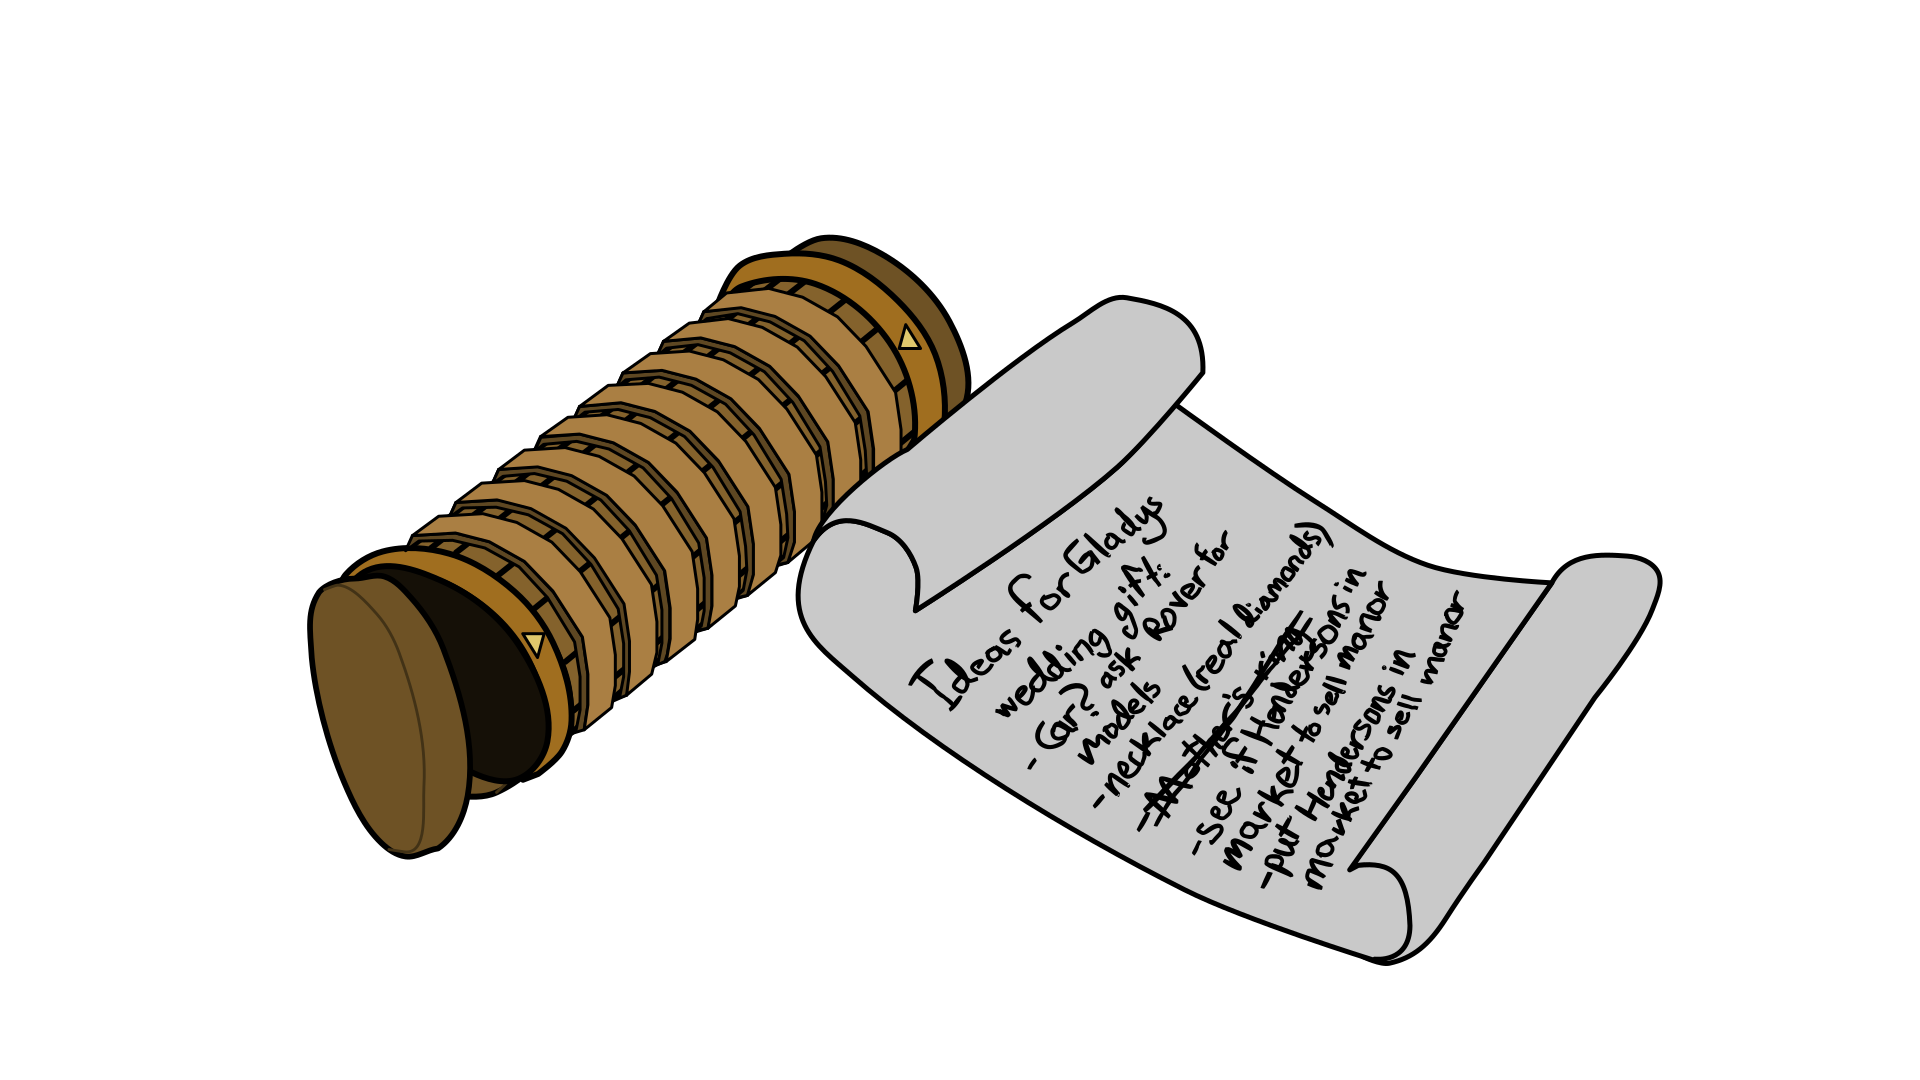 Ideas for Gladys
wedding gift:
- Car? ask Rover for
models
- necklace (real diamonds)
- Mother's ring
- see if Hendersons in
market to sell manor
- put Hendersons in
market to sell manor